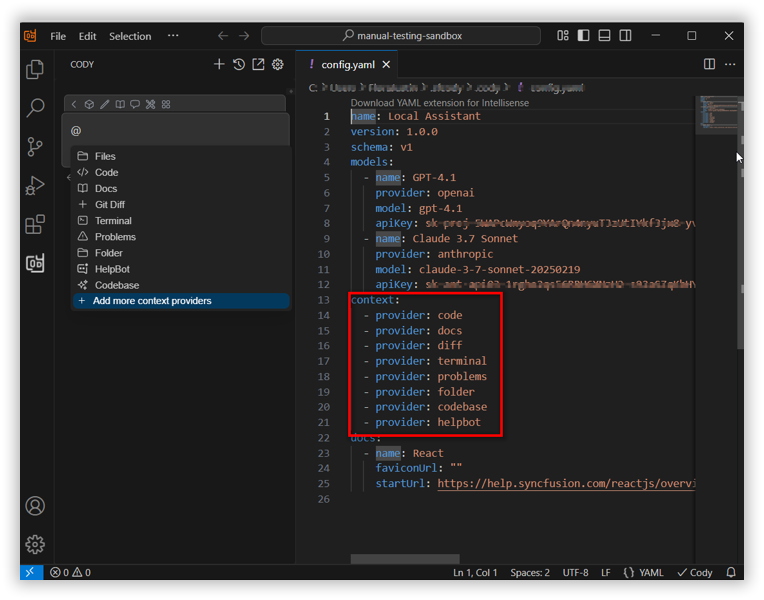 File Edit Selection ···
manual-testing-sandbox
CODY
config.yaml
@
Files
Code
Docs
Git Diff
Terminal
Problems
Folder
HelpBot
Codebase
Add more context providers
C: > Users > > > .cody > ! config.yaml
Download YAML extension for Intellisense
1 name: Local Assistant
2 version: 1.0.0
3 schema: v1
4 models:
5 - name: GPT-4.1
6 provider: openai
7 model: gpt-4.1
8 apiKey:
9 - name: Claude 3.7 Sonnet
10 provider: anthropic
11 model: claude-3-7-sonnet-20250219
12 apiKey:
13 context:
14 - provider: code
15 - provider: docs
16 - provider: diff
17 - provider: terminal
18 - provider: problems
19 - provider: folder
20 - provider: codebase
21 - provider: helpbot
22 docs:
23 - name: React
24 faviconUrl: ""
25 startUrl: https://help.syncfusion.com/reactjs/overvi
26
0 0
Ln 1, Col 1 Spaces: 2 UTF-8 LF {} YAML Cody